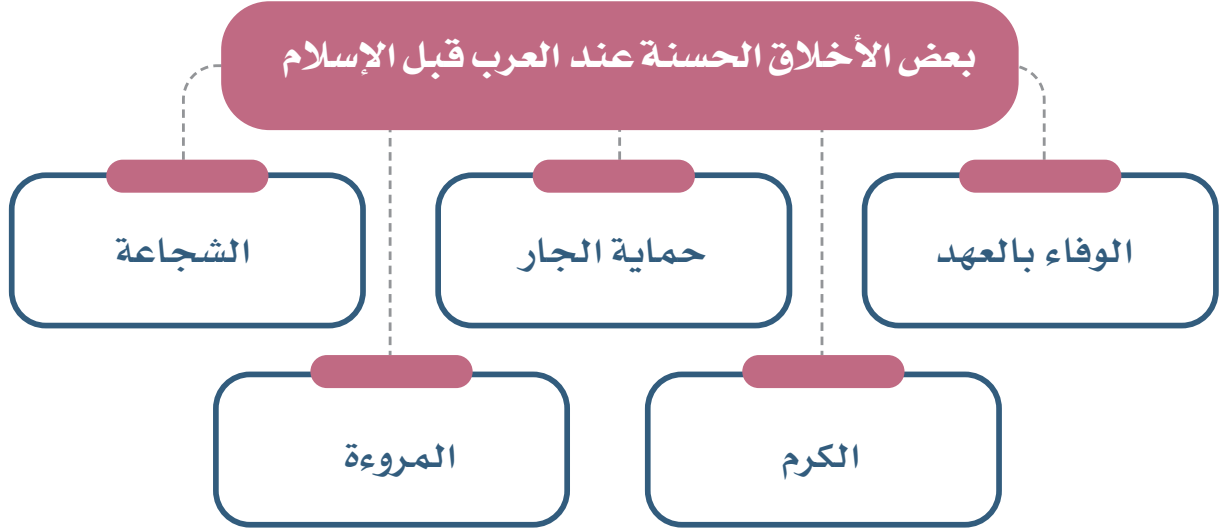 بعض الأخلاق الحسنة عند العرب قبل الإسلام
الوفاء بالعهد
حماية الجار
الشجاعة
الكرم
المروءة